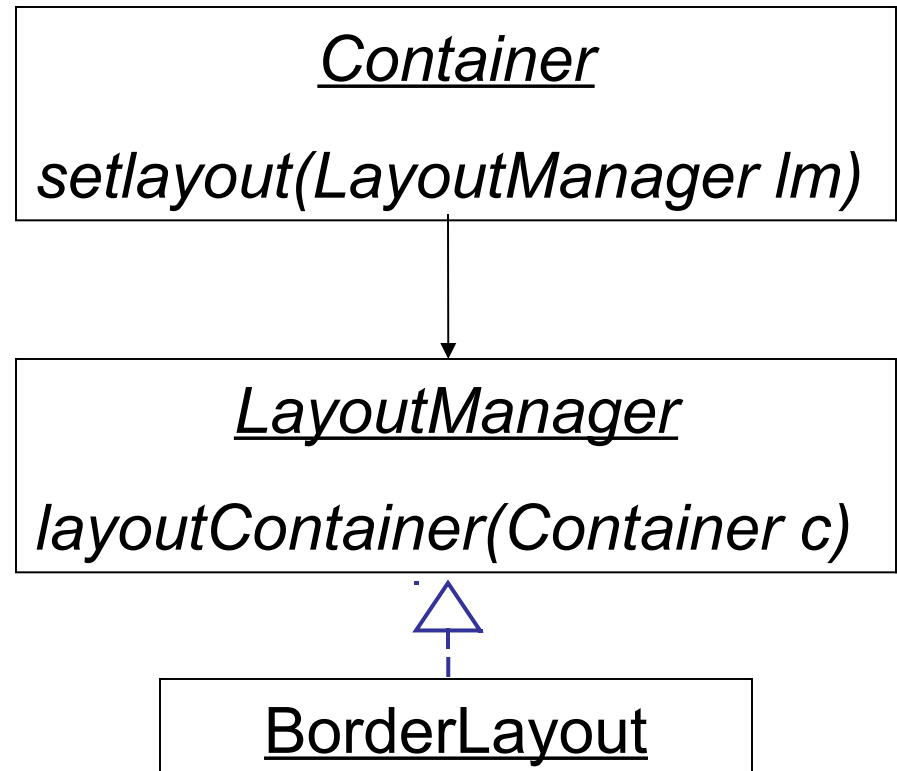 Container
setlayout(LayoutManager lm)
LayoutManager
layoutContainer(Container c)
BorderLayout